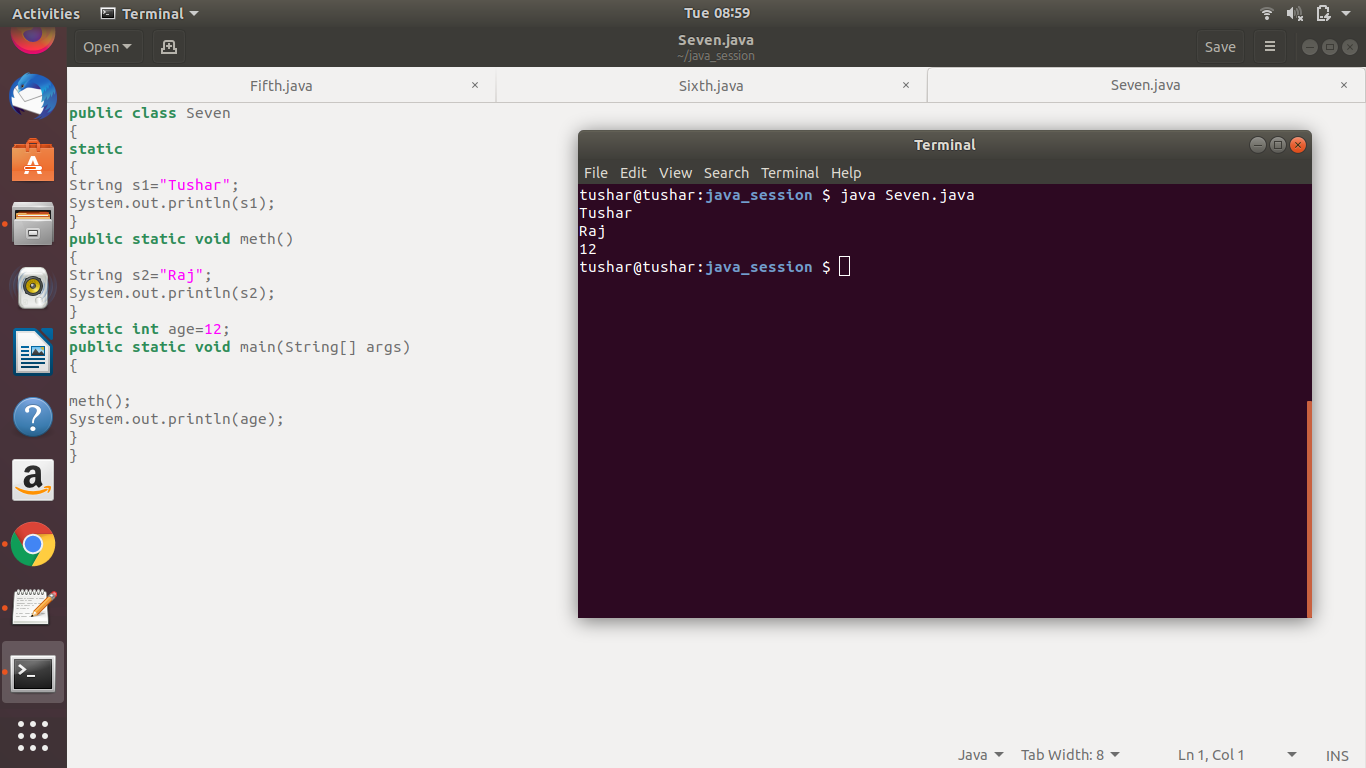 Activities Terminal Tue 08:59
Open Seven.java Save
~/java_session
Fifth.java × Sixth.java × Seven.java ×
public class Seven
{
static
{
String s1="Tushar";
System.out.println(s1);
}
public static void meth()
{
String s2="Raj";
System.out.println(s2);
}
static int age=12;
public static void main(String[] args)
{
meth();
System.out.println(age);
}
}
Terminal
File Edit View Search Terminal Help
tushar@tushar:java_session $ java Seven.java
Tushar
Raj
12
tushar@tushar:java_session $
Java Tab Width: 8 Ln 1, Col 1 INS